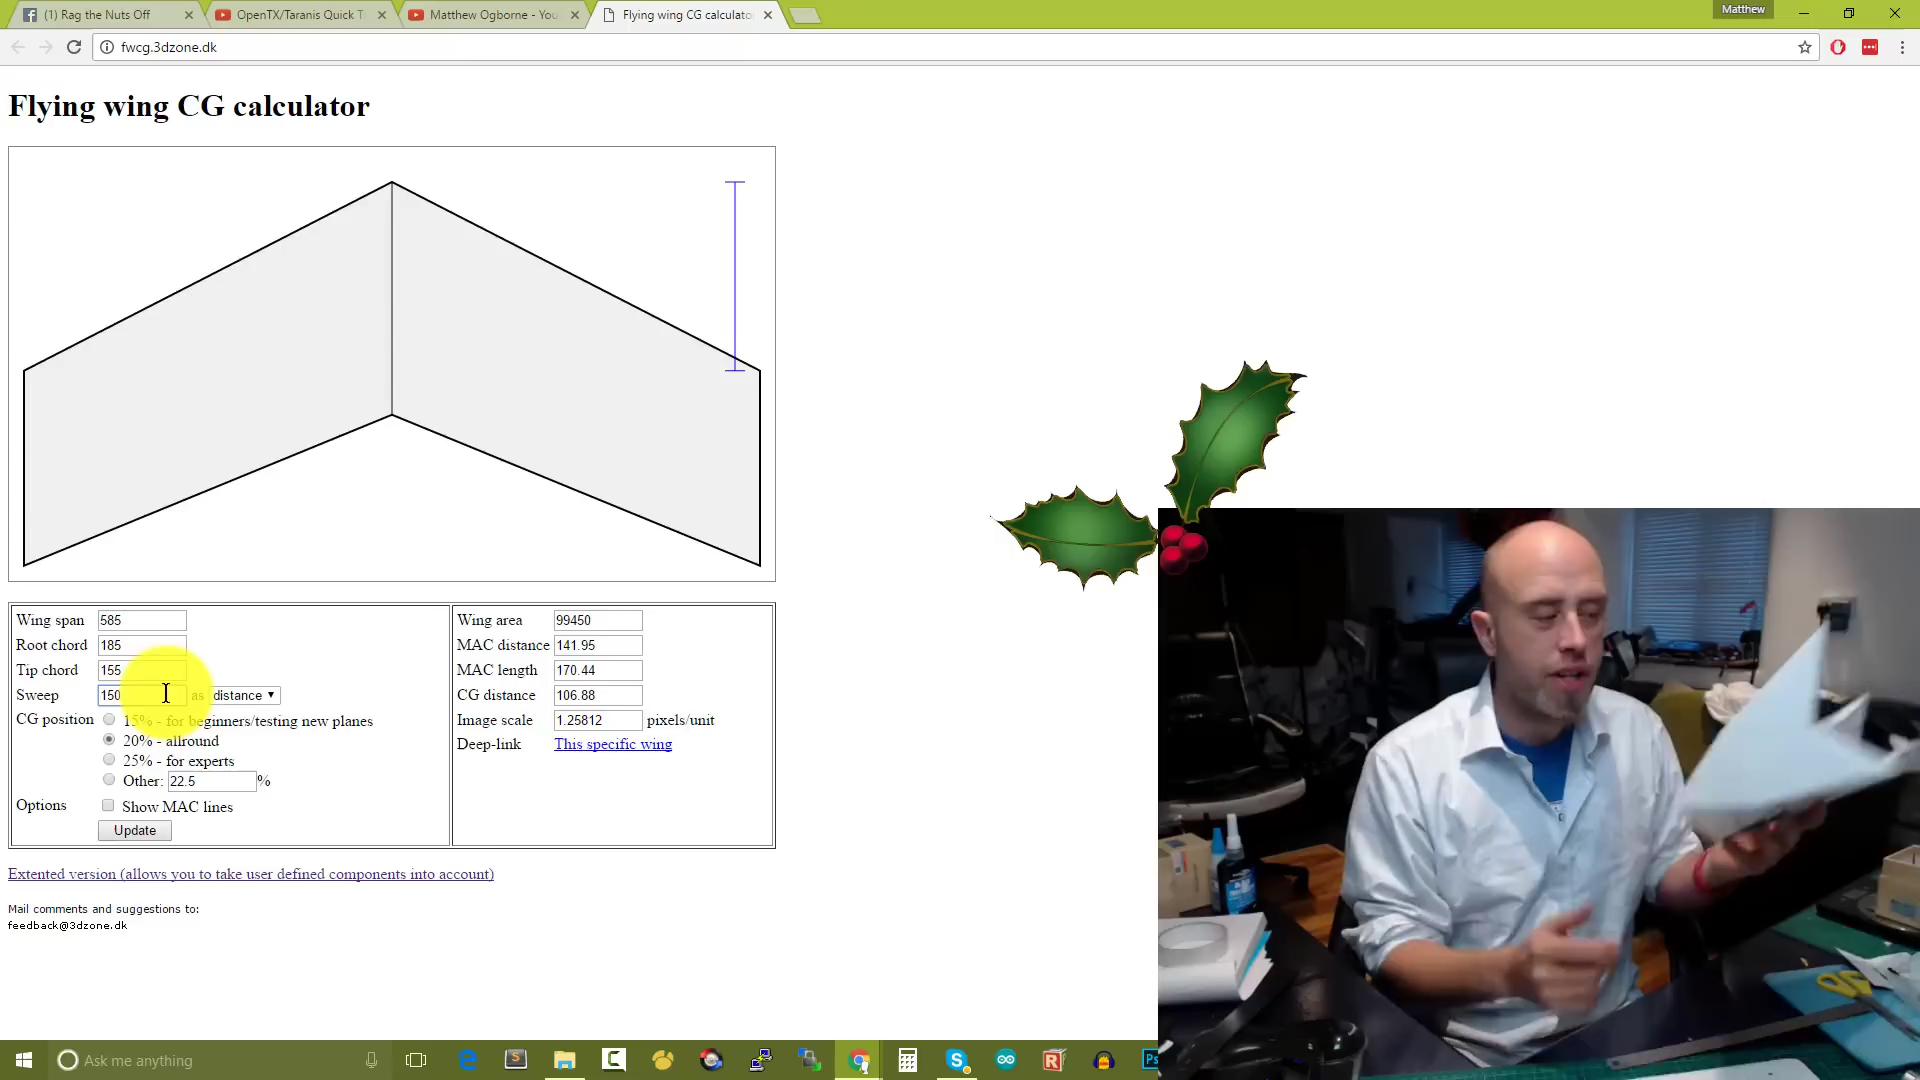 (1) Rag the Nuts Off
OpenTX/Taranis Quick T
Matthew Ogborne - You
Flying wing CG calculato
Matthew
fwcg.3dzone.dk
Flying wing CG calculator
Wing span 585
Root chord 185
Tip chord 155
Sweep 150 as distance
CG position 15% - for beginners/testing new planes
20% - allround
25% - for experts
Other: 22.5 %
Options Show MAC lines
Update
Wing area 99450
MAC distance 141.95
MAC length 170.44
CG distance 106.88
Image scale 1.25812 pixels/unit
Deep-link This specific wing
Extented version (allows you to take user defined components into account)
Mail comments and suggestions to:
feedback@3dzone.dk
Ask me anything
Ps